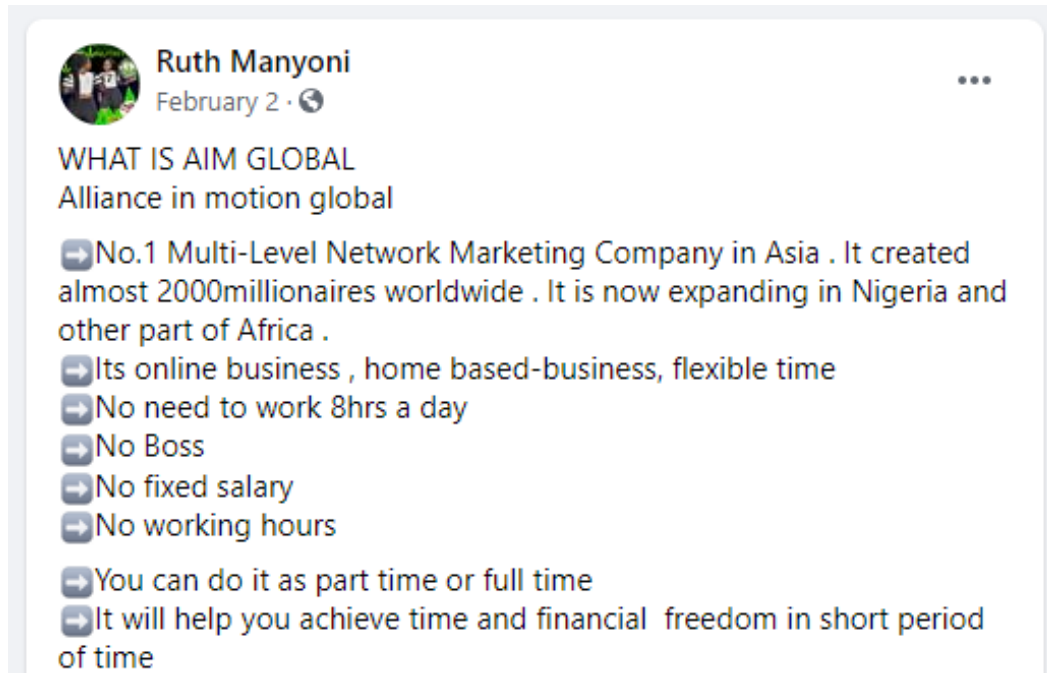 Ruth Manyoni
February 2 ·
WHAT IS AIM GLOBAL
Alliance in motion global
➡No.1 Multi-Level Network Marketing Company in Asia . It created
almost 2000millionaires worldwide . It is now expanding in Nigeria and
other part of Africa .
➡Its online business , home based-business, flexible time
➡No need to work 8hrs a day
➡No Boss
➡No fixed salary
➡No working hours
➡You can do it as part time or full time
➡It will help you achieve time and financial  freedom in short period
of time